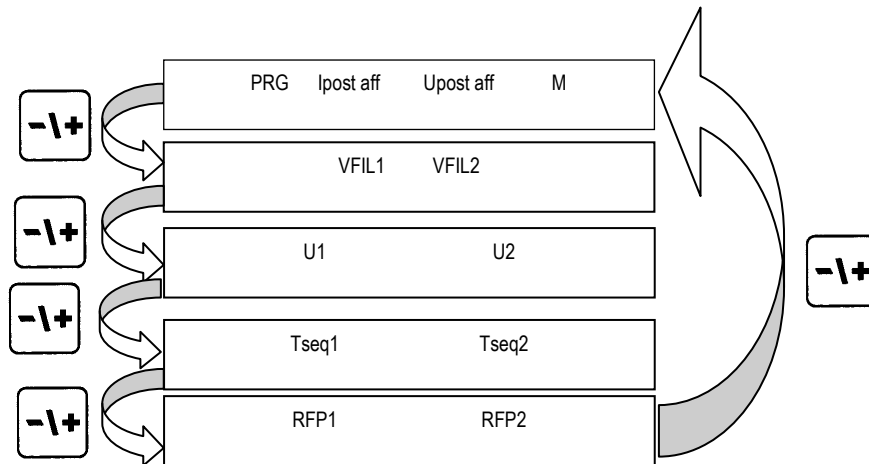 PRG Ipost aff Upost aff M
-\+
VFIL1 VFIL2
-\+
U1 U2
-\+
-\+
Tseq1 Tseq2
-\+
RFP1 RFP2